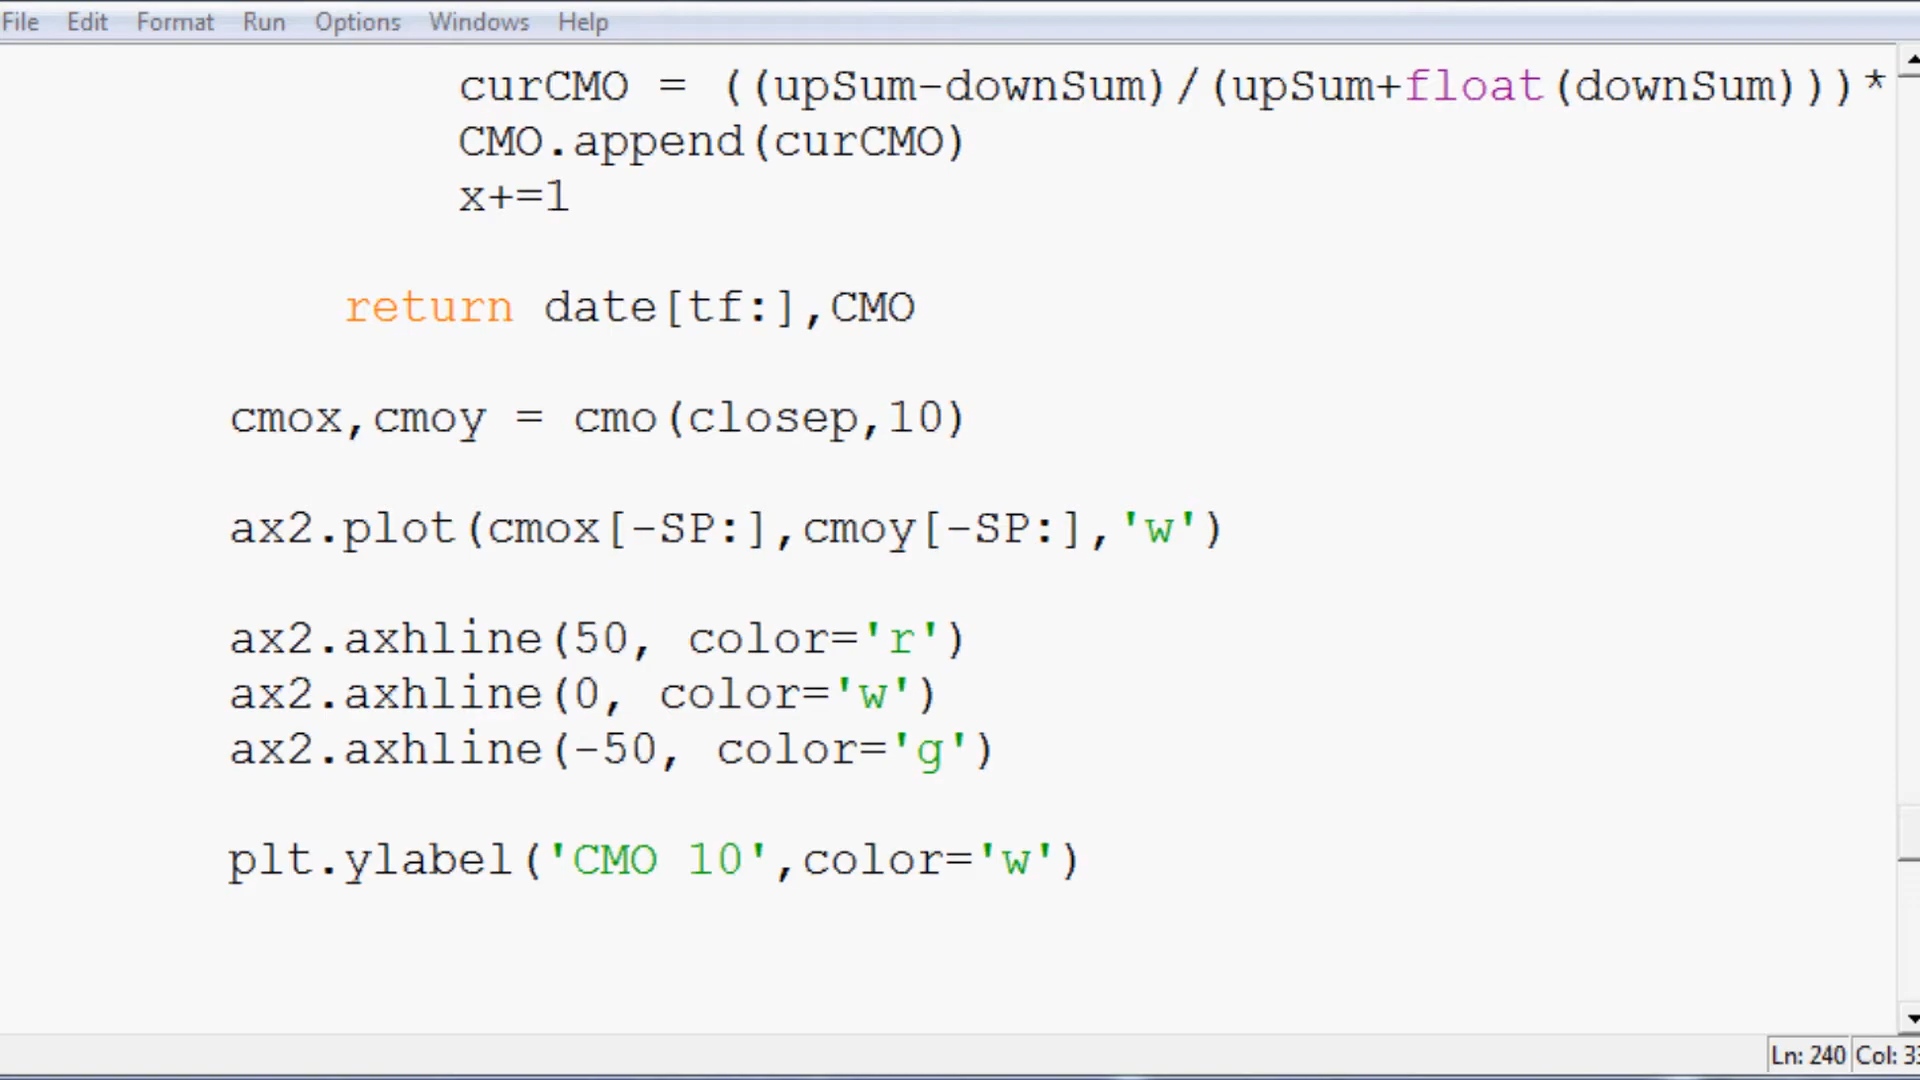 File Edit Format Run Options Windows Help
curCMO = ((upSum-downSum)/(upSum+float(downSum)))*
CMO.append(curCMO)
x+=1
return date[tf:],CMO
cmox,cmoy = cmo(closep,10)
ax2.plot(cmox[-SP:],cmoy[-SP:],'w')
ax2.axhline(50, color='r')
ax2.axhline(0, color='w')
ax2.axhline(-50, color='g')
plt.ylabel('CMO 10',color='w')
Ln: 240 Col: 33